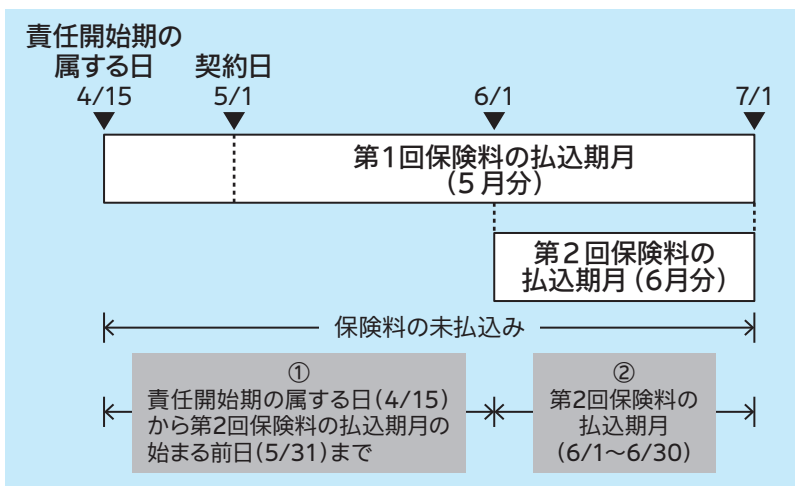 責任開始期の
属する日
契約日
4/15
5/1
6/1
7/1
第1回保険料の払込期月
(5月分)
第2回保険料の
払込期月(6月分)
保険料の未払込み
①
責任開始期の属する日(4/15)
から第2回保険料の払込期月の
始まる前日(5/31)まで
②
第2回保険料の
払込期月
(6/1~6/30)